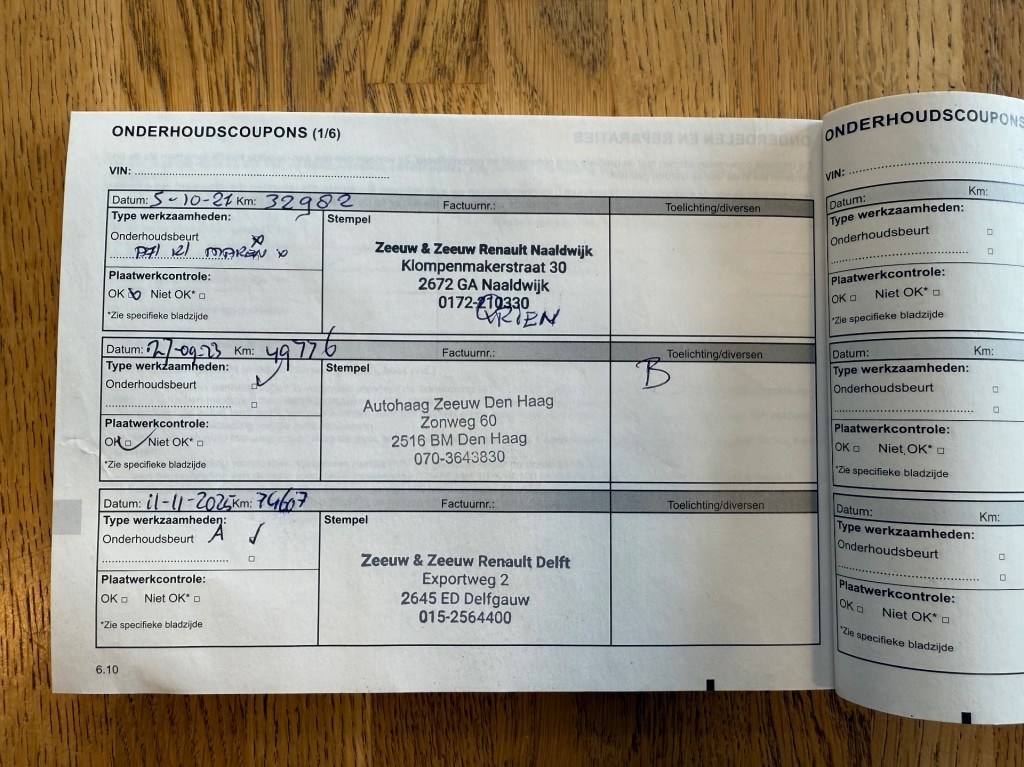 ONDERHOUDSCOUPONS (1/6)
VIN:
Datum: 5-10-21 Km: 32982 Factuurnr.: Toelichting/diversen
Type werkzaamheden:
Onderhoudsbeurt
Plaatwerkcontrole:
OK Niet OK*
*Zie specifieke bladzijde
Stempel
Zeeuw & Zeeuw Renault Naaldwijk
Klompenmakerstraat 30
2672 GA Naaldwijk
0172-210330
Datum: 27-09-23 Km: 49776 Factuurnr.: Toelichting/diversen
Type werkzaamheden:
Onderhoudsbeurt
Plaatwerkcontrole:
OK Niet OK*
*Zie specifieke bladzijde
Stempel
Autohaag Zeeuw Den Haag
Zonweg 60
2516 BM Den Haag
070-3643830
B
Datum: 11-11-2025 Km: 74607 Factuurnr.: Toelichting/diversen
Type werkzaamheden:
Onderhoudsbeurt A
Plaatwerkcontrole:
OK Niet OK*
*Zie specifieke bladzijde
Stempel
Zeeuw & Zeeuw Renault Delft
Exportweg 2
2645 ED Delfgauw
015-2564400
6.10
ONDERHOUDSCOUPONS
VIN:
Datum: Km:
Type werkzaamheden:
Onderhoudsbeurt
Plaatwerkcontrole:
OK Niet OK*
*Zie specifieke bladzijde
Datum: Km:
Type werkzaamheden:
Onderhoudsbeurt
Plaatwerkcontrole:
OK Niet OK*
*Zie specifieke bladzijde
Datum: Km:
Type werkzaamheden:
Onderhoudsbeurt
Plaatwerkcontrole:
OK Niet OK*
*Zie specifieke bladzijde